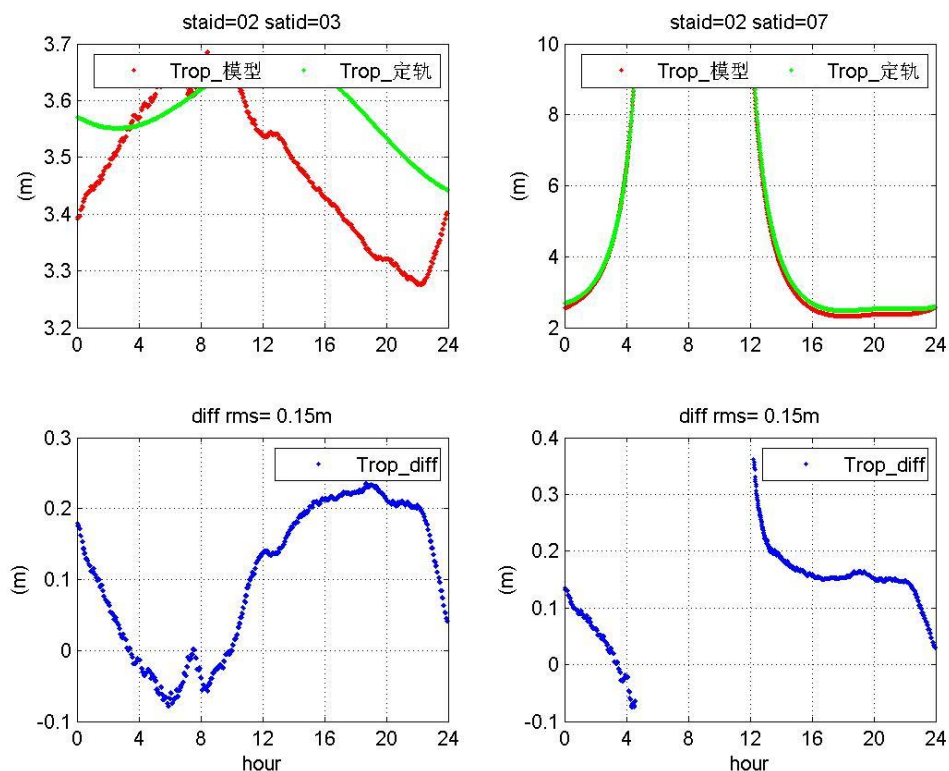 staid=02 satid=03
3.7
3.6
3.5
3.4
3.3
3.2
(m)
Trop_模型 Trop_定轨
0 4 8 12 16 20 24
staid=02 satid=07
10
8
6
4
2
(m)
Trop_模型 Trop_定轨
0 4 8 12 16 20 24
diff rms= 0.15m
0.3
0.2
0.1
0
-0.1
(m)
Trop_diff
0 4 8 12 16 20 24
hour
diff rms= 0.15m
0.4
0.3
0.2
0.1
0
-0.1
(m)
Trop_diff
0 4 8 12 16 20 24
hour